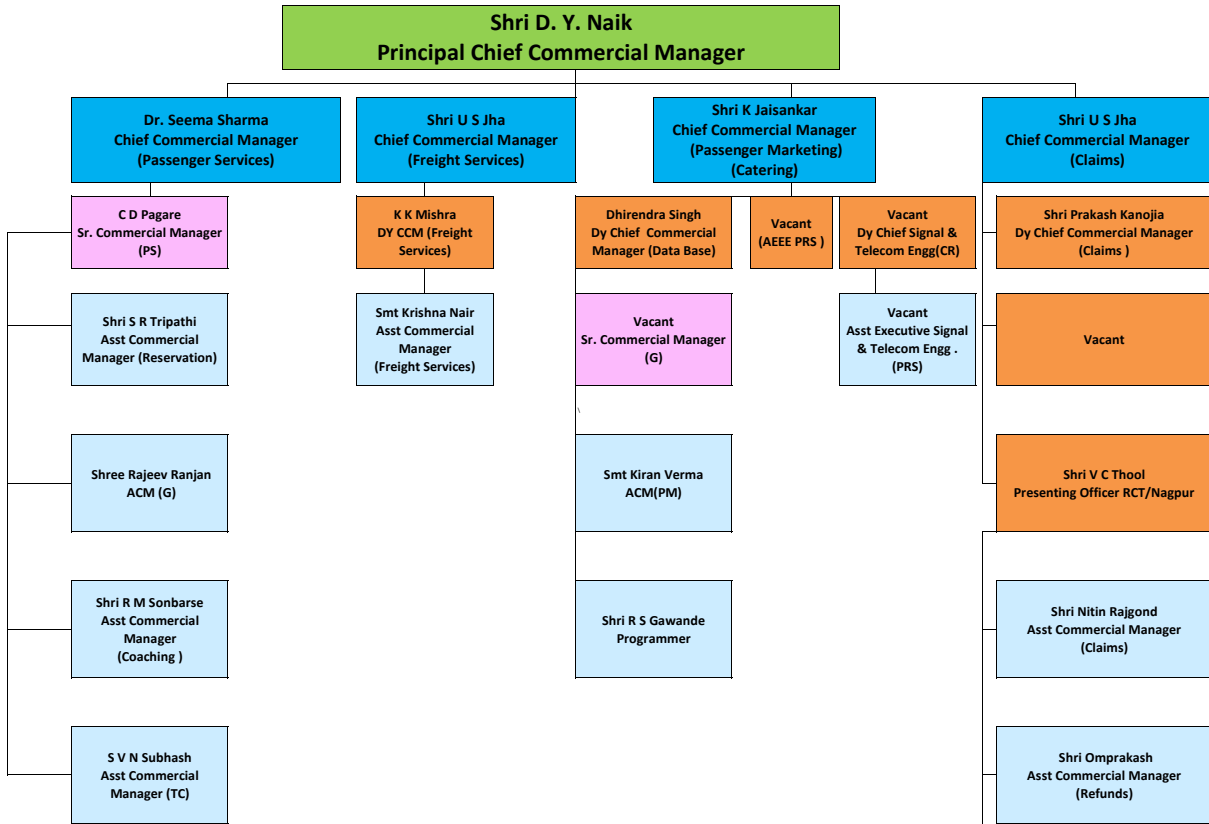 Shri D. Y. Naik
Principal Chief Commercial Manager
Dr. Seema Sharma
Chief Commercial Manager
(Passenger Services)
Shri U S Jha
Chief Commercial Manager
(Freight Services)
Shri K Jaisankar
Chief Commercial Manager
(Passenger Marketing)
(Catering)
Shri U S Jha
Chief Commercial Manager
(Claims)
C D Pagare
Sr. Commercial Manager
(PS)
K K Mishra
DY CCM (Freight
Services)
Dhirendra Singh
Dy Chief Commercial
Manager (Data Base)
Vacant
(AEEE PRS )
Vacant
Dy Chief Signal &
Telecom Engg(CR)
Shri Prakash Kanojia
Dy Chief Commercial Manager
(Claims )
Shri S R Tripathi
Asst Commercial
Manager (Reservation)
Smt Krishna Nair
Asst Commercial
Manager
(Freight Services)
Vacant
Sr. Commercial Manager
(G)
Vacant
Asst Executive Signal
& Telecom Engg .
(PRS)
Vacant
\
Shree Rajeev Ranjan
ACM (G)
Smt Kiran Verma
ACM(PM)
Shri V C Thool
Presenting Officer RCT/Nagpur
Shri R M Sonbarse
Asst Commercial
Manager
(Coaching )
Shri R S Gawande
Programmer
Shri Nitin Rajgond
Asst Commercial Manager
(Claims)
S V N Subhash
Asst Commercial
Manager (TC)
Shri Omprakash
Asst Commercial Manager
(Refunds)